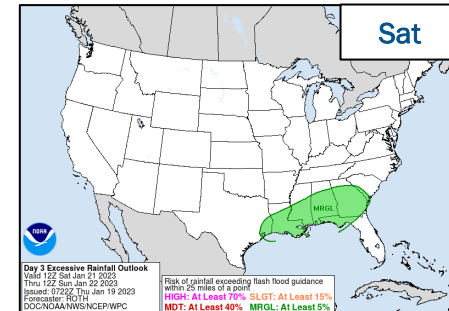 Sat
MRGL
NOAA
Day 3 Excessive Rainfall Outlook
Valid 12Z Sat Jan 21 2023
Thru 12Z Sun Jan 22 2023
Issued: 0722Z Thu Jan 19 2023
Forecaster: ROTH
DOC/NOAA/NWS/NCEP/WPC
Risk of rainfall exceeding flash flood guidance
within 25 miles of a point
HIGH: At Least 70% SLGT: At Least 15%
MDT: At Least 40% MRGL: At Least 5%